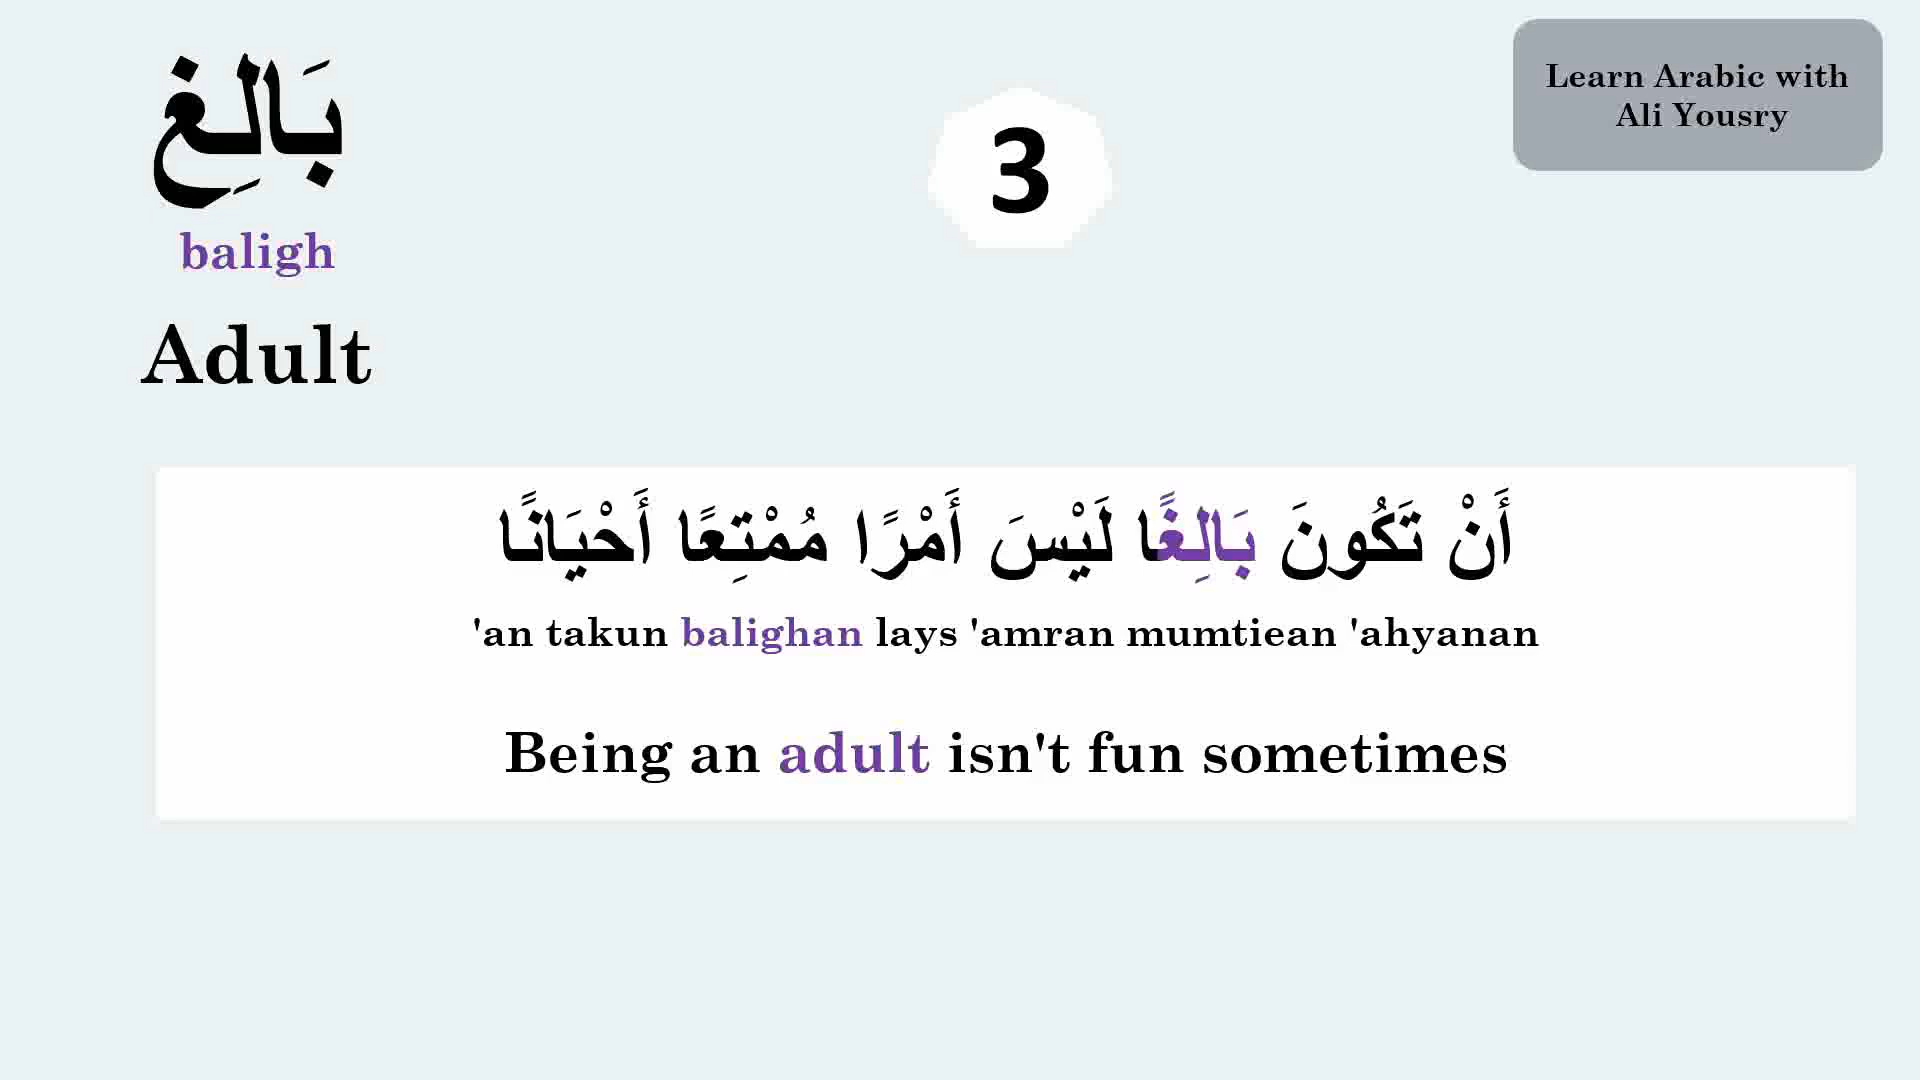 بَالِغ
baligh
Adult
3
Learn Arabic with
Ali Yousry
أَنْ تَكُونَ بَالِغًا لَيْسَ أَمْرًا مُمْتِعًا أَحْيَانًا
'an takun balighan lays 'amran mumtiean 'ahyanan
Being an adult isn't fun sometimes